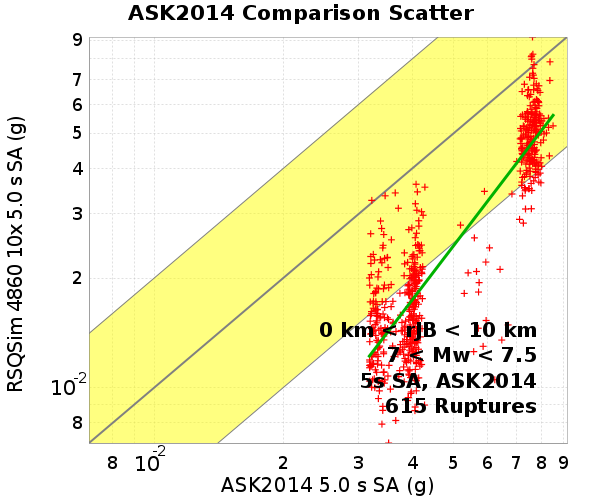 ASK2014 Comparison Scatter
RSQSim 4860 10x 5.0 s SA (g)
9
7
6
5
4
3
2
10⁻²
8
0 km < rJB < 10 km
7 < Mw < 7.5
5s SA, ASK2014
615 Ruptures
8 10⁻² 2 3 4 5 6 7 8 9
ASK2014 5.0 s SA (g)